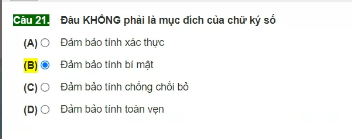 Câu 21. Đâu KHÔNG phải là mục đích của chữ ký số
(A) Đảm bảo tính xác thực
(B) Đảm bảo tính bí mật
(C) Đảm bảo tính chống chối bỏ
(D) Đảm bảo tính toàn vẹn